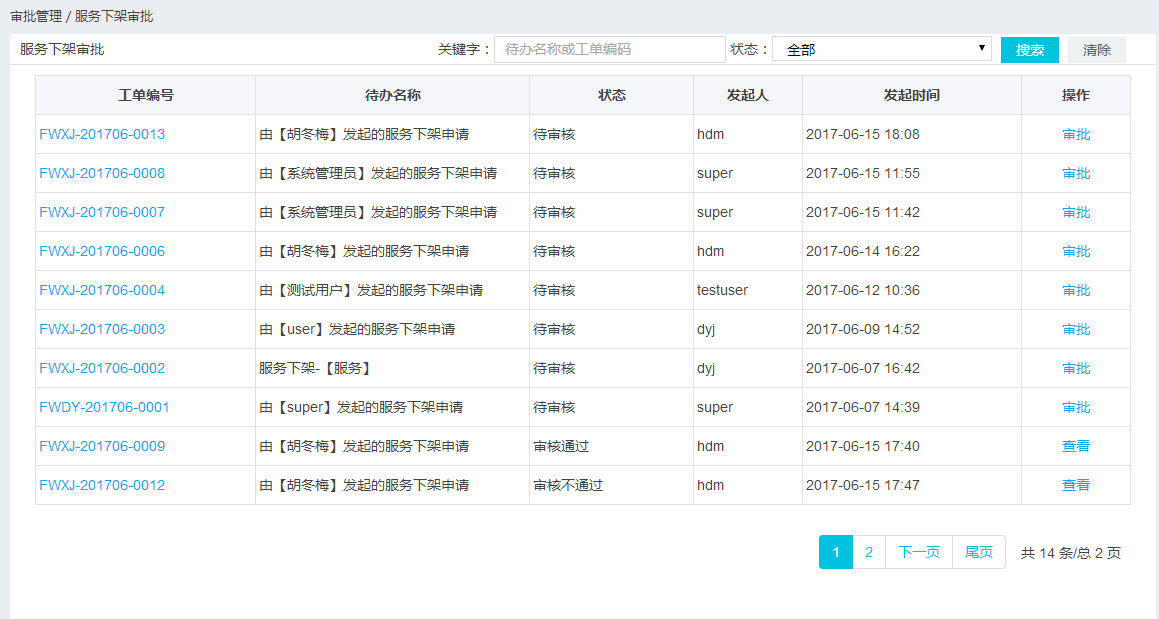 审批管理 / 服务下架审批
服务下架审批 关键字： 待办名称或工单编码 状态： 全部 搜索 清除
工单编号 待办名称 状态 发起人 发起时间 操作
FWXJ-201706-0013 由【胡冬梅】发起的服务下架申请 待审核 hdm 2017-06-15 18:08 审批
FWXJ-201706-0008 由【系统管理员】发起的服务下架申请 待审核 super 2017-06-15 11:55 审批
FWXJ-201706-0007 由【系统管理员】发起的服务下架申请 待审核 super 2017-06-15 11:42 审批
FWXJ-201706-0006 由【胡冬梅】发起的服务下架申请 待审核 hdm 2017-06-14 16:22 审批
FWXJ-201706-0004 由【测试用户】发起的服务下架申请 待审核 testuser 2017-06-12 10:36 审批
FWXJ-201706-0003 由【user】发起的服务下架申请 待审核 dyj 2017-06-09 14:52 审批
FWXJ-201706-0002 服务下架-【服务】 待审核 dyj 2017-06-07 16:42 审批
FWDY-201706-0001 由【super】发起的服务下架申请 待审核 super 2017-06-07 14:39 审批
FWXJ-201706-0009 由【胡冬梅】发起的服务下架申请 审核通过 hdm 2017-06-15 17:40 查看
FWXJ-201706-0012 由【胡冬梅】发起的服务下架申请 审核不通过 hdm 2017-06-15 17:47 查看
1 2 下一页 尾页 共 14 条/总 2 页